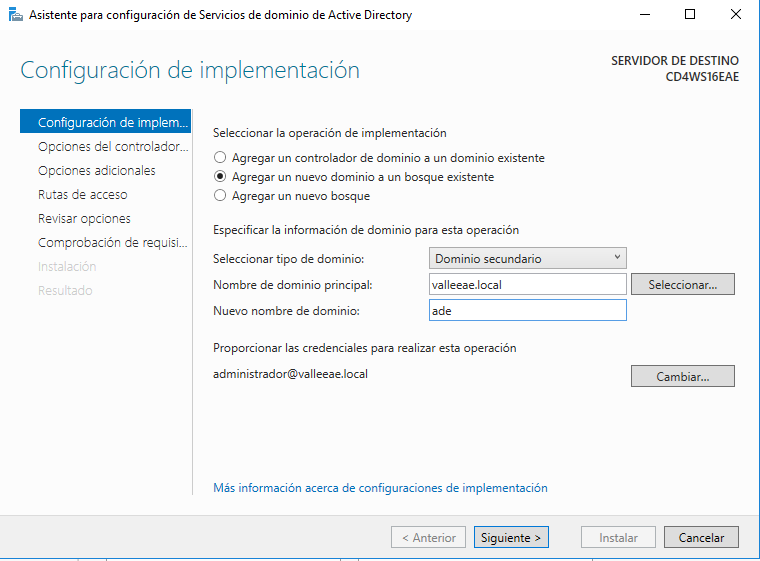 Asistente para configuración de Servicios de dominio de Active Directory
Configuración de implementación
SERVIDOR DE DESTINO
CD4WS16EAE
Configuración de implem...
Opciones del controlador...
Opciones adicionales
Rutas de acceso
Revisar opciones
Comprobación de requisi...
Instalación
Resultado
Seleccionar la operación de implementación
Agregar un controlador de dominio a un dominio existente
Agregar un nuevo dominio a un bosque existente
Agregar un nuevo bosque
Especificar la información de dominio para esta operación
Seleccionar tipo de dominio: Dominio secundario
Nombre de dominio principal: valleeae.local Seleccionar...
Nuevo nombre de dominio: ade
Proporcionar las credenciales para realizar esta operación
administrador@valleeae.local Cambiar...
Más información acerca de configuraciones de implementación
< Anterior Siguiente > Instalar Cancelar